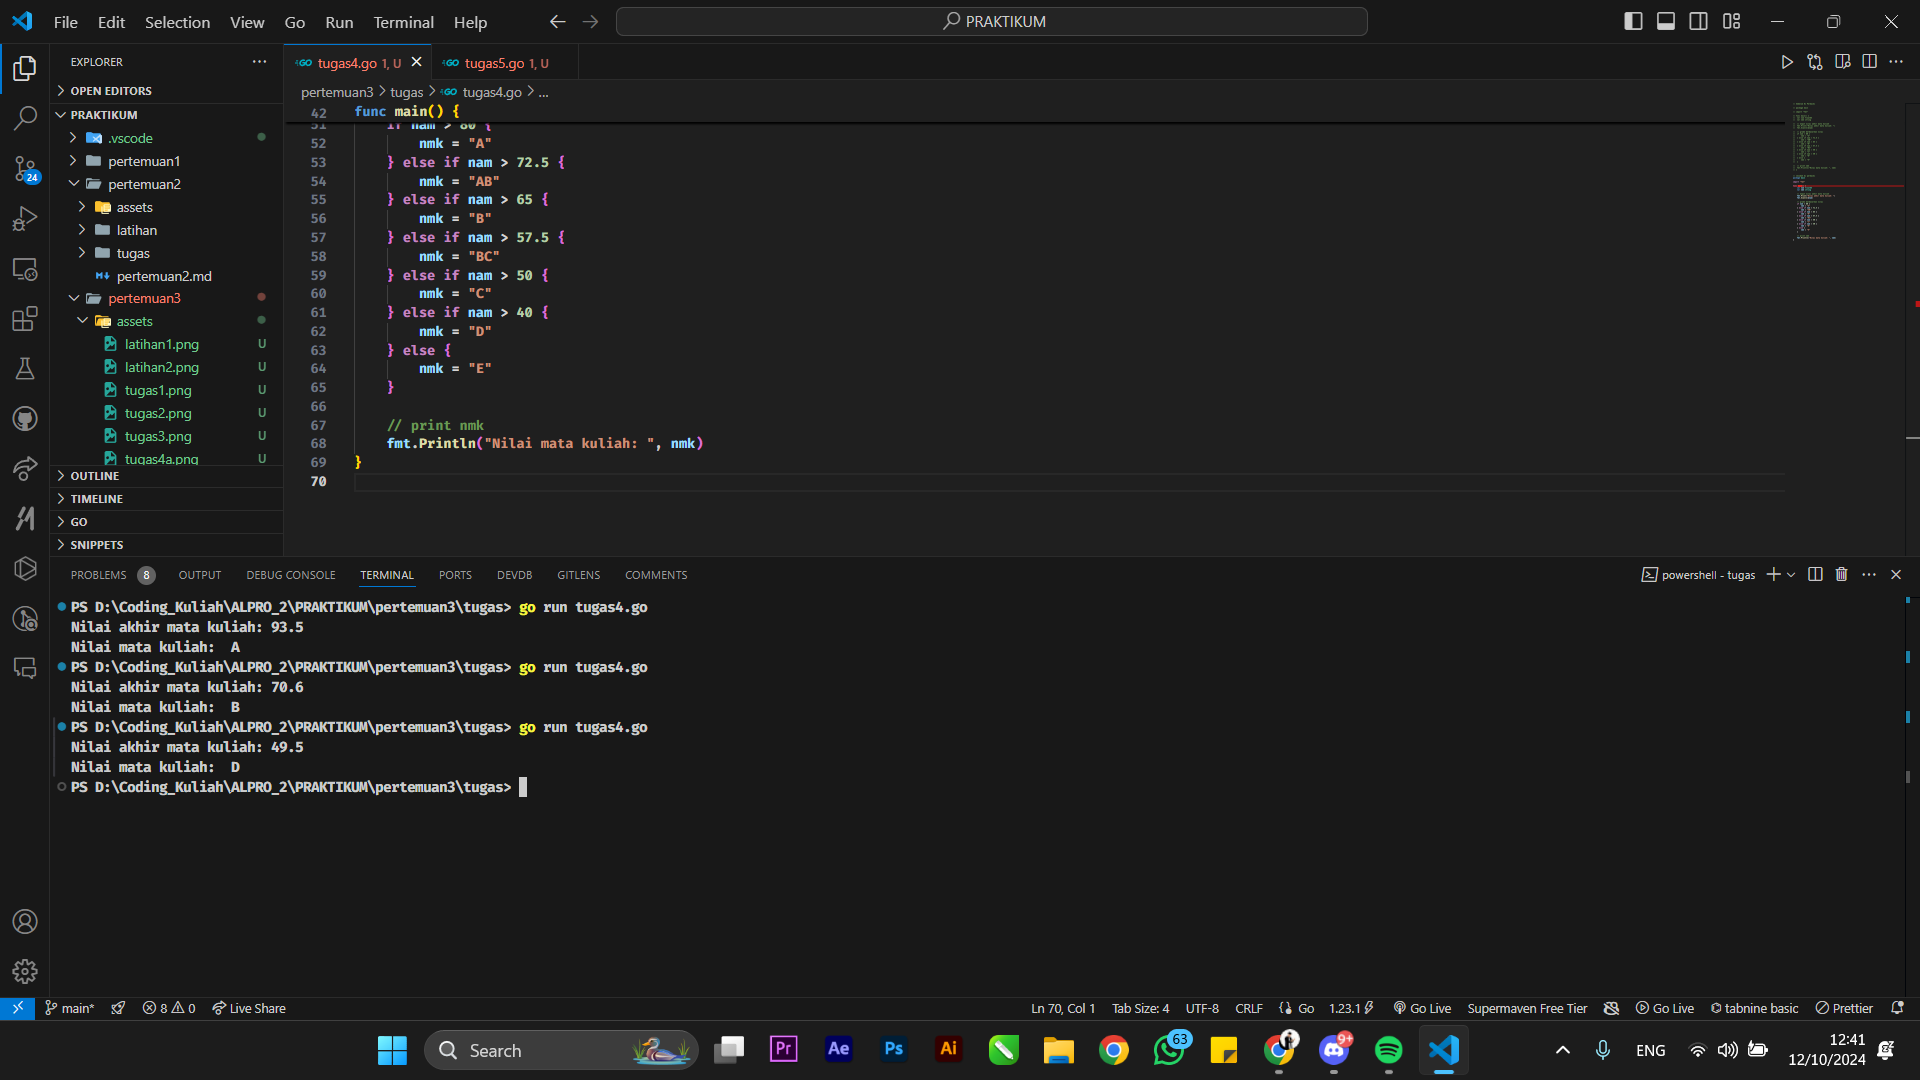 File Edit Selection View Go Run Terminal Help
PRAKTIKUM
EXPLORER
OPEN EDITORS
PRAKTIKUM
.vscode
pertemuan1
pertemuan2
assets
latihan
tugas
pertemuan2.md
pertemuan3
assets
latihan1.png U
latihan2.png U
tugas1.png U
tugas2.png U
tugas3.png U
tugas4a.png U
OUTLINE
TIMELINE
GO
SNIPPETS
24
tugas4.go 1, U
tugas5.go 1, U
pertemuan3 > tugas > tugas4.go > ...
42 func main() {
51 if nam > 80 {
52 nmk = "A"
53 } else if nam > 72.5 {
54 nmk = "AB"
55 } else if nam > 65 {
56 nmk = "B"
57 } else if nam > 57.5 {
58 nmk = "BC"
59 } else if nam > 50 {
60 nmk = "C"
61 } else if nam > 40 {
62 nmk = "D"
63 } else {
64 nmk = "E"
65 }
66
67 // print nmk
68 fmt.Println("Nilai mata kuliah: ", nmk)
69 }
70
PROBLEMS 8 OUTPUT DEBUG CONSOLE TERMINAL PORTS DEVDB GITLENS COMMENTS
powershell - tugas
PS D:\Coding_Kuliah\ALPRO_2\PRAKTIKUM\pertemuan3\tugas> go run tugas4.go
Nilai akhir mata kuliah: 93.5
Nilai mata kuliah:  A
PS D:\Coding_Kuliah\ALPRO_2\PRAKTIKUM\pertemuan3\tugas> go run tugas4.go
Nilai akhir mata kuliah: 70.6
Nilai mata kuliah:  B
PS D:\Coding_Kuliah\ALPRO_2\PRAKTIKUM\pertemuan3\tugas> go run tugas4.go
Nilai akhir mata kuliah: 49.5
Nilai mata kuliah:  D
PS D:\Coding_Kuliah\ALPRO_2\PRAKTIKUM\pertemuan3\tugas>
main* 8 0 Live Share
Ln 70, Col 1 Tab Size: 4 UTF-8 CRLF Go 1.23.1 Go Live Supermaven Free Tier Go Live tabnine basic Prettier
Search
Pr Ae Ps Ai 63 9+
ENG
12:41
12/10/2024